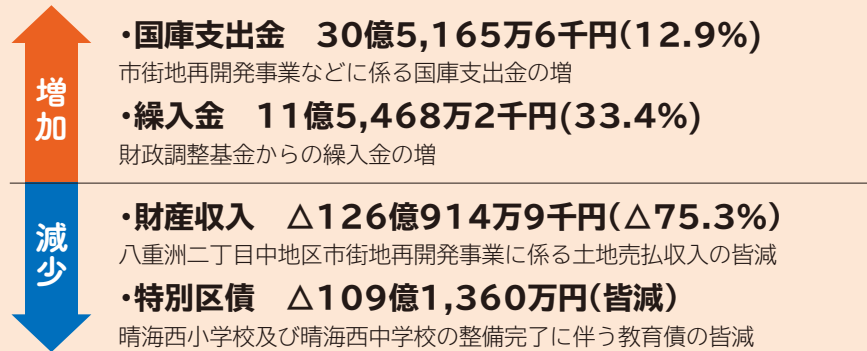 増加
・国庫支出金　30億5,165万6千円(12.9%)
市街地再開発事業などに係る国庫支出金の増
・繰入金　11億5,468万2千円(33.4%)
財政調整基金からの繰入金の増
減少
・財産収入　△126億914万9千円(△75.3%)
八重洲二丁目中地区市街地再開発事業に係る土地売払収入の皆減
・特別区債　△109億1,360万円(皆減)
晴海西小学校及び晴海西中学校の整備完了に伴う教育債の皆減